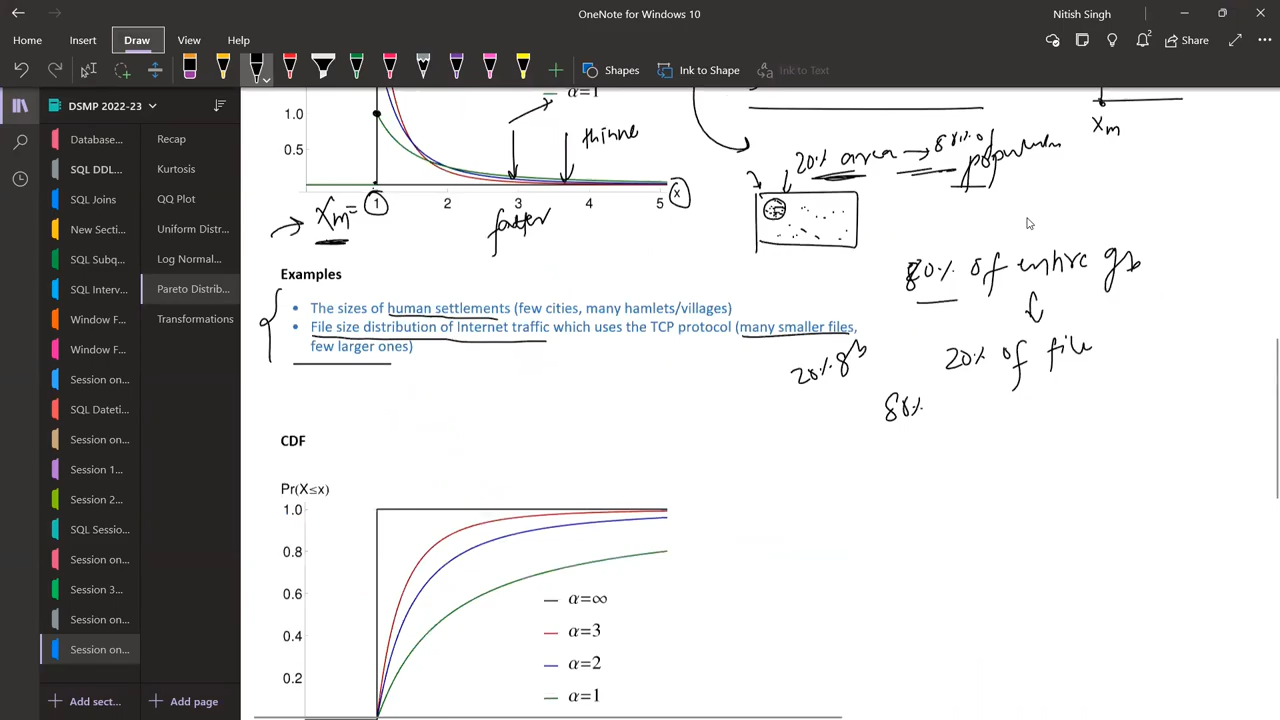 OneNote for Windows 10
Nitish Singh
Home Insert Draw View Help
Share
Shapes
Ink to Shape
Ink to Text
DSMP 2022-23
Database...
SQL DDL...
SQL Joins
New Secti...
SQL Subq...
SQL Interv...
Window F...
Window F...
Session on...
SQL Dateti...
Session on...
Session 1...
Session 2...
SQL Sessio...
Session on...
Session 3...
Session on...
Session on...
Add sect...
Recap
Kurtosis
QQ Plot
Uniform Distr...
Log Normal...
Pareto Distrib...
Transformations
Add page
α=1
1.0
0.5
1 2 3 4 5 x
thinne
Xm=
fatter
Xm
20% area → 80% of
population
80% of entire gb
20% of file
20% gb
80%
Examples
• The sizes of human settlements (few cities, many hamlets/villages)
• File size distribution of Internet traffic which uses the TCP protocol (many smaller files,
few larger ones)
CDF
Pr(X≤x)
1.0
0.8
0.6
0.4
0.2
α=∞
α=3
α=2
α=1